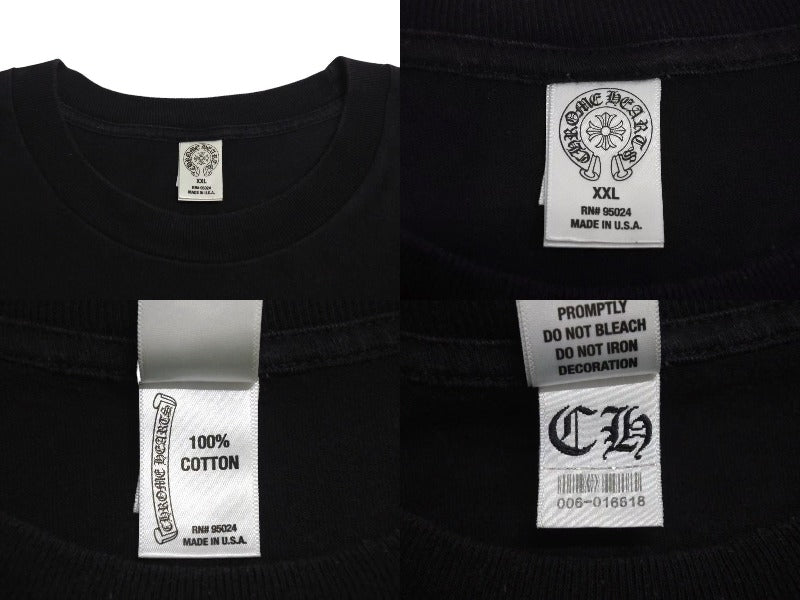 CHROME HEARTS
XXL
RN# 95024
MADE IN U.S.A.
CHROME HEARTS
XXL
RN# 95024
MADE IN U.S.A.
CHROME HEARTS
100%
COTTON
RN# 95024
MADE IN U.S.A.
PROMPTLY
DO NOT BLEACH
DO NOT IRON
DECORATION
CH
006-016618